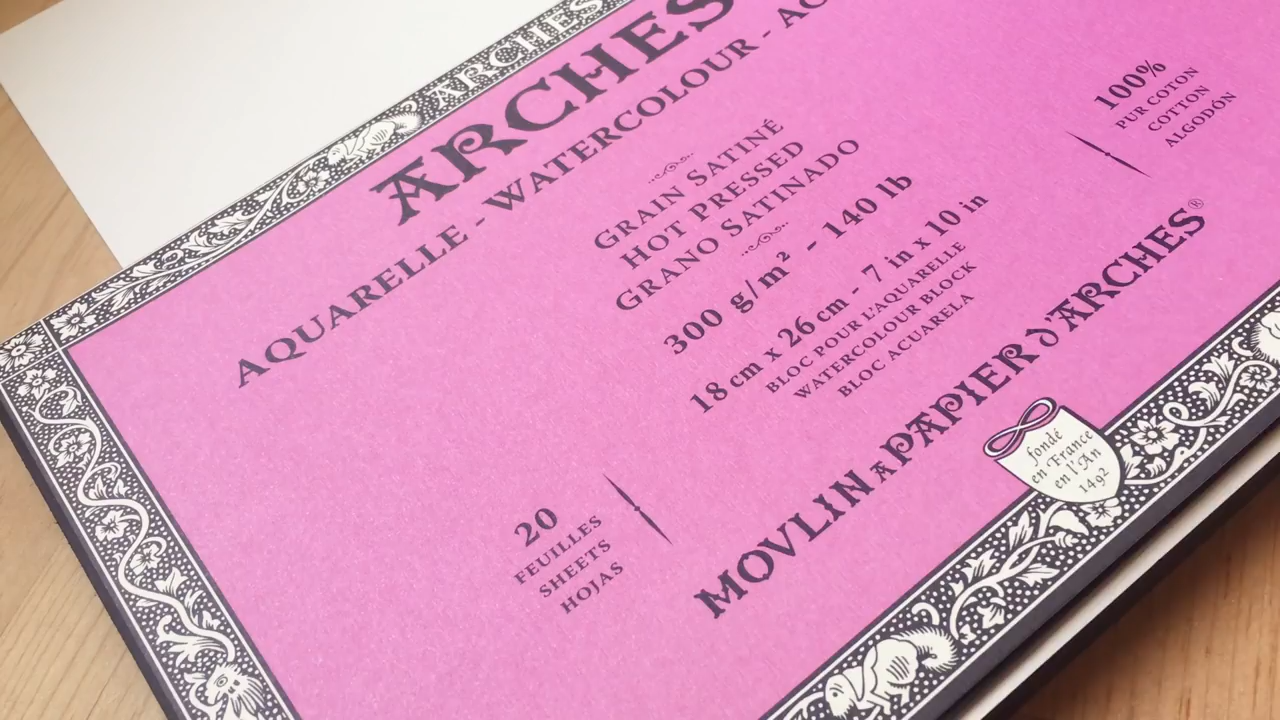 ARCHES
ARCHES
AQUARELLE - WATERCOLOUR -
GRAIN SATINÉ
HOT PRESSED
GRANO SATINADO
300 g/m² - 140 lb
18 cm x 26 cm - 7 in x 10 in
BLOC POUR L'AQUARELLE
WATERCOLOUR BLOCK
BLOC ACUARELA
100%
PUR COTON
COTTON
ALGODÓN
20
FEUILLES
SHEETS
HOJAS
MOVLIN A PAPIER D'ARCHES®
fondé
en France
en l'An
1492